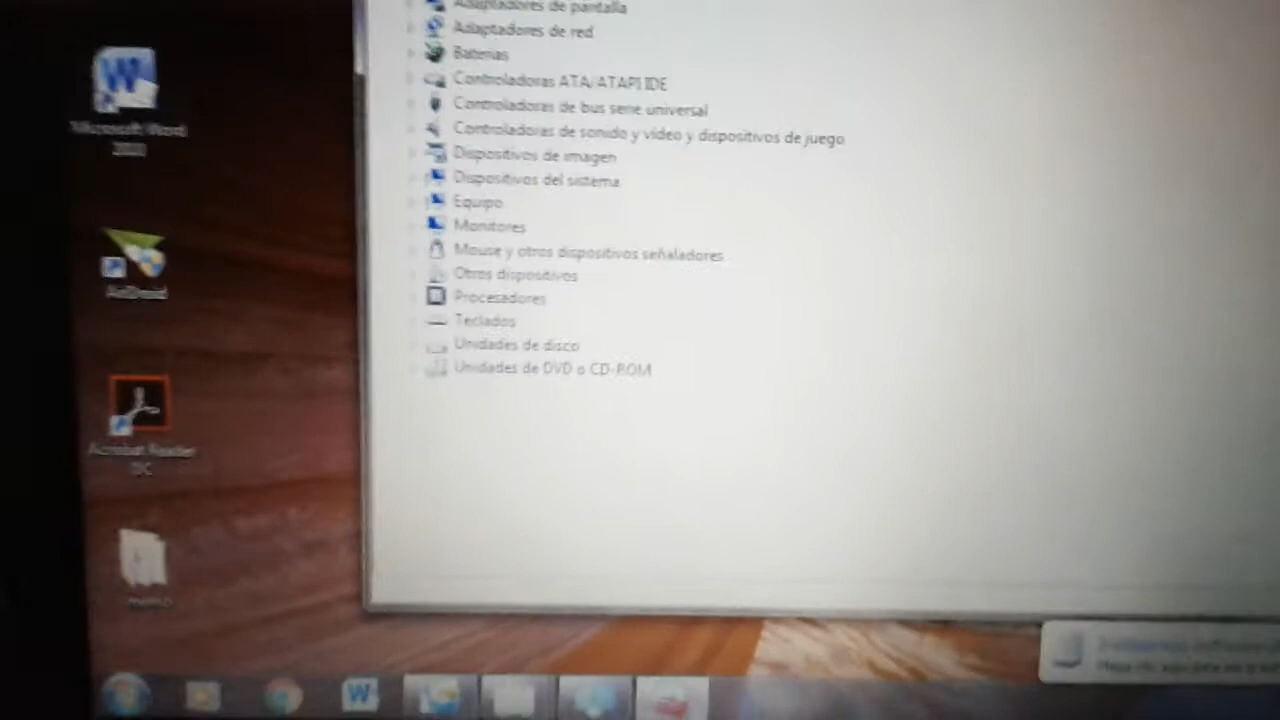 Adaptadores de pantalla
Adaptadores de red
Baterías
Controladoras ATA/ATAPI IDE
Controladoras de bus serie universal
Controladoras de sonido y vídeo y dispositivos de juego
Dispositivos de imagen
Dispositivos del sistema
Equipo
Monitores
Mouse y otros dispositivos señaladores
Otros dispositivos
Procesadores
Teclados
Unidades de disco
Unidades de DVD o CD-ROM
Microsoft Word
2010
AirDroid
Acrobat Reader
DC